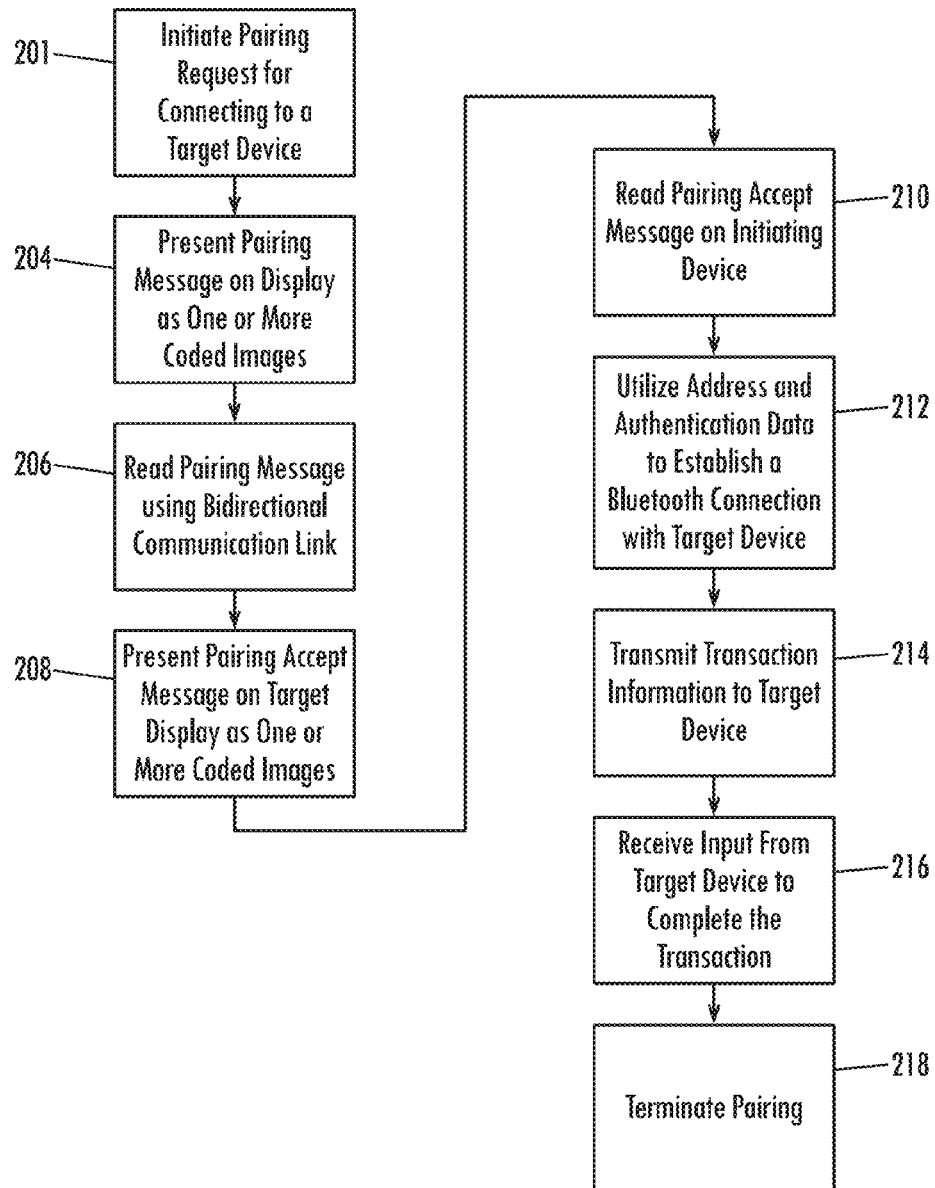 201
Initiate Pairing
Request for
Connecting to a
Target Device
204
Present Pairing
Message on Display
as One or More
Coded Images
206
Read Pairing Message
using Bidirectional
Communication Link
208
Present Pairing Accept
Message on Target
Display as One or
More Coded Images
Read Pairing Accept
Message on Initiating
Device
210
Utilize Address and
Authentication Data
to Establish a
Bluetooth Connection
with Target Device
212
Transmit Transaction
Information to Target
Device
214
Receive Input From
Target Device to
Complete the
Transaction
216
Terminate Pairing
218